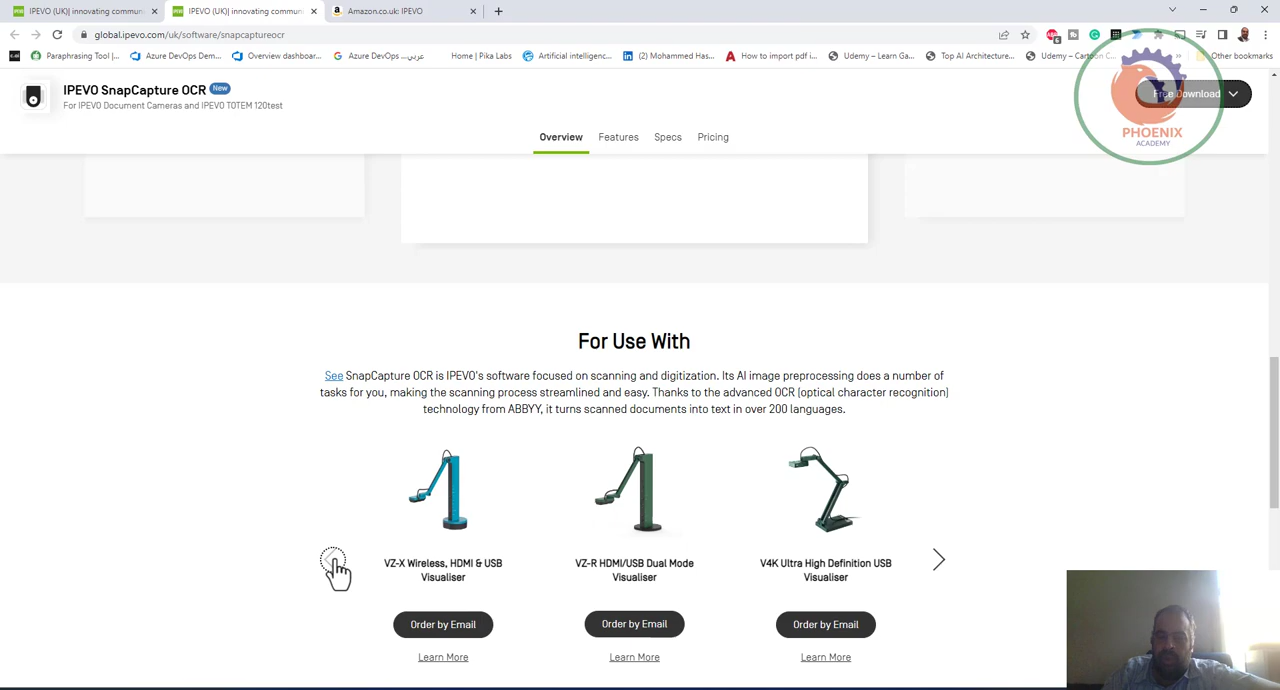 IPEVO (UK)| innovating communi
IPEVO (UK)| innovating communi
Amazon.co.uk: IPEVO
global.ipevo.com/uk/software/snapcaptureocr
Paraphrasing Tool |...
Azure DevOps Dem...
Overview dashboar...
Azure DevOps عربي...
Home | Pika Labs
Artificial intelligenc...
(2) Mohammed Has...
How to import pdf i...
Udemy – Learn Ga...
Top AI Architecture...
Udemy – Cartoon C...
»
Other bookmarks
IPEVO SnapCapture OCR New
For IPEVO Document Cameras and IPEVO TOTEM 120test
Free Download
PHOENIX
ACADEMY
Overview Features Specs Pricing
For Use With
See SnapCapture OCR is IPEVO's software focused on scanning and digitization. Its AI image preprocessing does a number of
tasks for you, making the scanning process streamlined and easy. Thanks to the advanced OCR (optical character recognition)
technology from ABBYY, it turns scanned documents into text in over 200 languages.
VZ-X Wireless, HDMI & USB
Visualiser
VZ-R HDMI/USB Dual Mode
Visualiser
V4K Ultra High Definition USB
Visualiser
Order by Email
Order by Email
Order by Email
Learn More
Learn More
Learn More